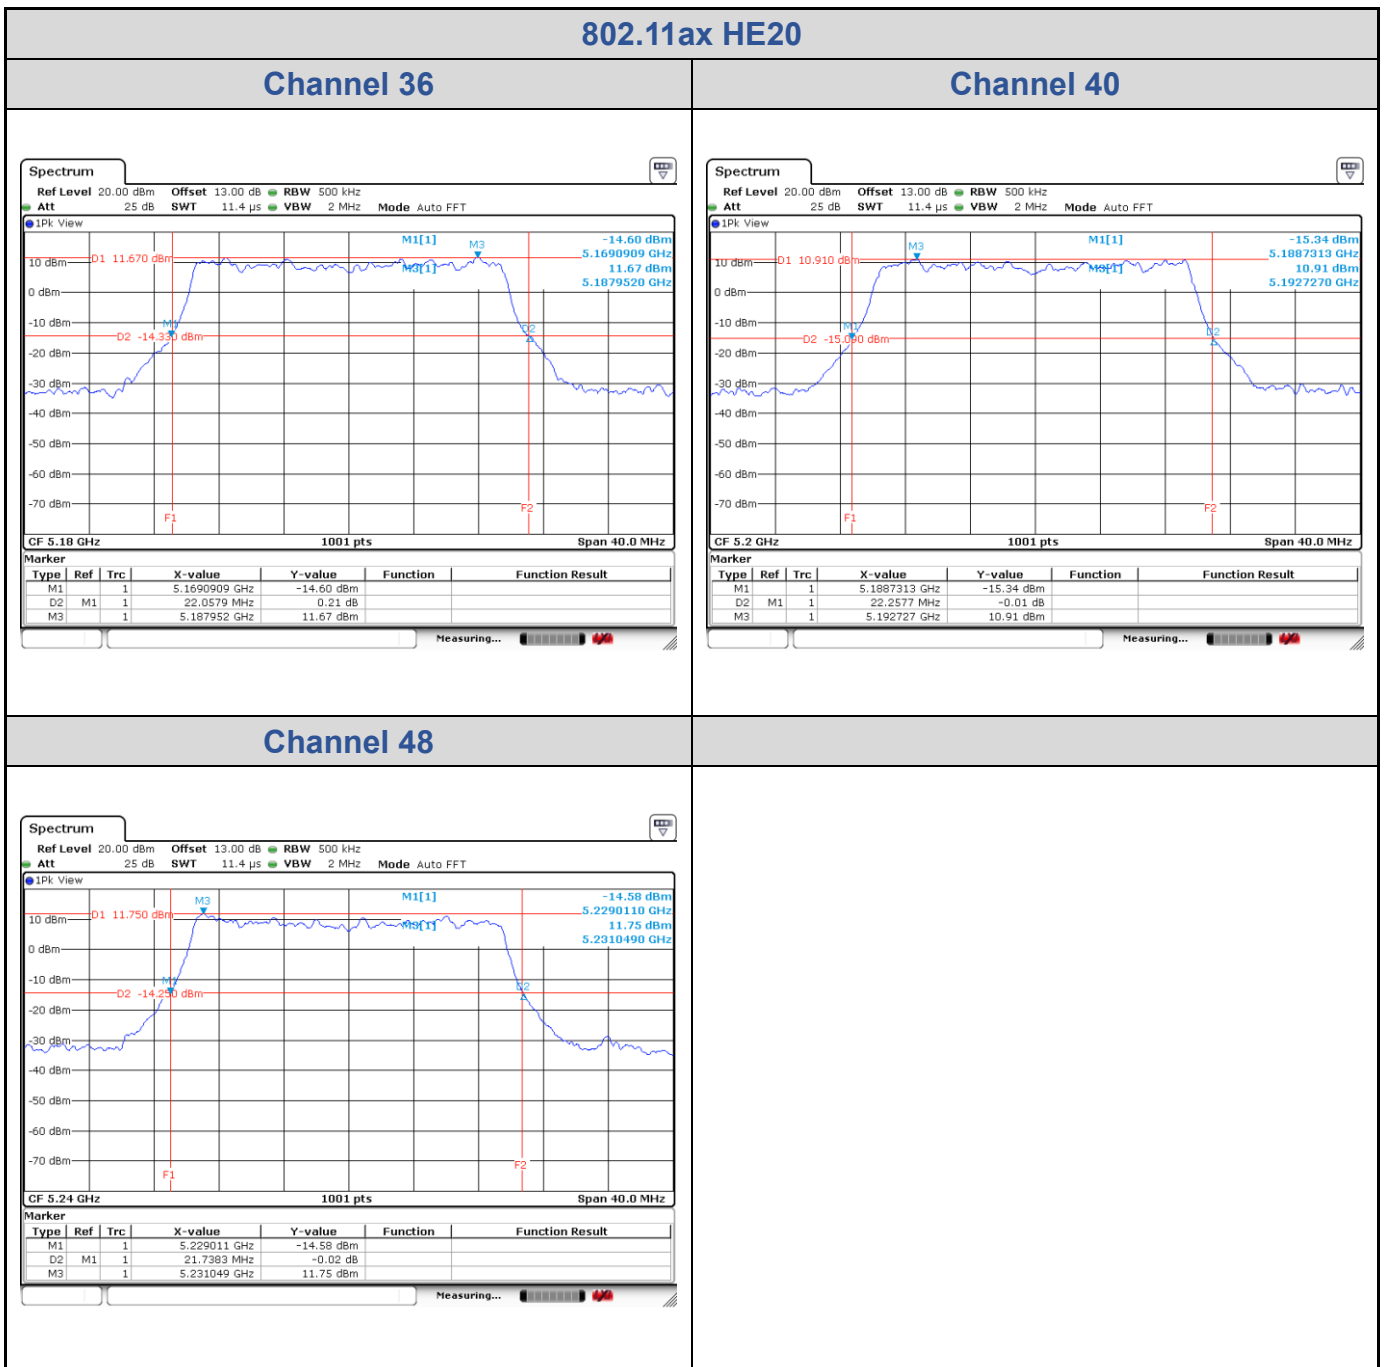 802.11ax HE20
Channel 36
Channel 40
Spectrum
Ref Level 20.00 dBm Offset 13.00 dB RBW 500 kHz
Att 25 dB SWT 11.4 µs VBW 2 MHz Mode Auto FFT
1Pk View
M1[1] -14.60 dBm
5.1690909 GHz
M3[1] 11.67 dBm
5.1879520 GHz
M3
D1 11.670 dBm
10 dBm
0 dBm
-10 dBm
M1
D2
D2 -14.330 dBm
-20 dBm
-30 dBm
-40 dBm
-50 dBm
-60 dBm
-70 dBm
F1
F2
CF 5.18 GHz 1001 pts Span 40.0 MHz
Marker
Type Ref Trc X-value Y-value Function Function Result
M1 1 5.1690909 GHz -14.60 dBm
D2 M1 1 22.0579 MHz 0.21 dB
M3 1 5.187952 GHz 11.67 dBm
Measuring...
Spectrum
Ref Level 20.00 dBm Offset 13.00 dB RBW 500 kHz
Att 25 dB SWT 11.4 µs VBW 2 MHz Mode Auto FFT
1Pk View
M1[1] -15.34 dBm
5.1887313 GHz
M3[1] 10.91 dBm
5.1927270 GHz
M3
D1 10.910 dBm
10 dBm
0 dBm
-10 dBm
M1
D2
D2 -15.090 dBm
-20 dBm
-30 dBm
-40 dBm
-50 dBm
-60 dBm
-70 dBm
F1
F2
CF 5.2 GHz 1001 pts Span 40.0 MHz
Marker
Type Ref Trc X-value Y-value Function Function Result
M1 1 5.1887313 GHz -15.34 dBm
D2 M1 1 22.2577 MHz -0.01 dB
M3 1 5.192727 GHz 10.91 dBm
Measuring...
Channel 48
Spectrum
Ref Level 20.00 dBm Offset 13.00 dB RBW 500 kHz
Att 25 dB SWT 11.4 µs VBW 2 MHz Mode Auto FFT
1Pk View
M1[1] -14.58 dBm
5.2290110 GHz
M3[1] 11.75 dBm
5.2310490 GHz
M3
D1 11.750 dBm
10 dBm
0 dBm
-10 dBm
M1
D2
D2 -14.250 dBm
-20 dBm
-30 dBm
-40 dBm
-50 dBm
-60 dBm
-70 dBm
F1
F2
CF 5.24 GHz 1001 pts Span 40.0 MHz
Marker
Type Ref Trc X-value Y-value Function Function Result
M1 1 5.229011 GHz -14.58 dBm
D2 M1 1 21.7383 MHz -0.02 dB
M3 1 5.231049 GHz 11.75 dBm
Measuring...